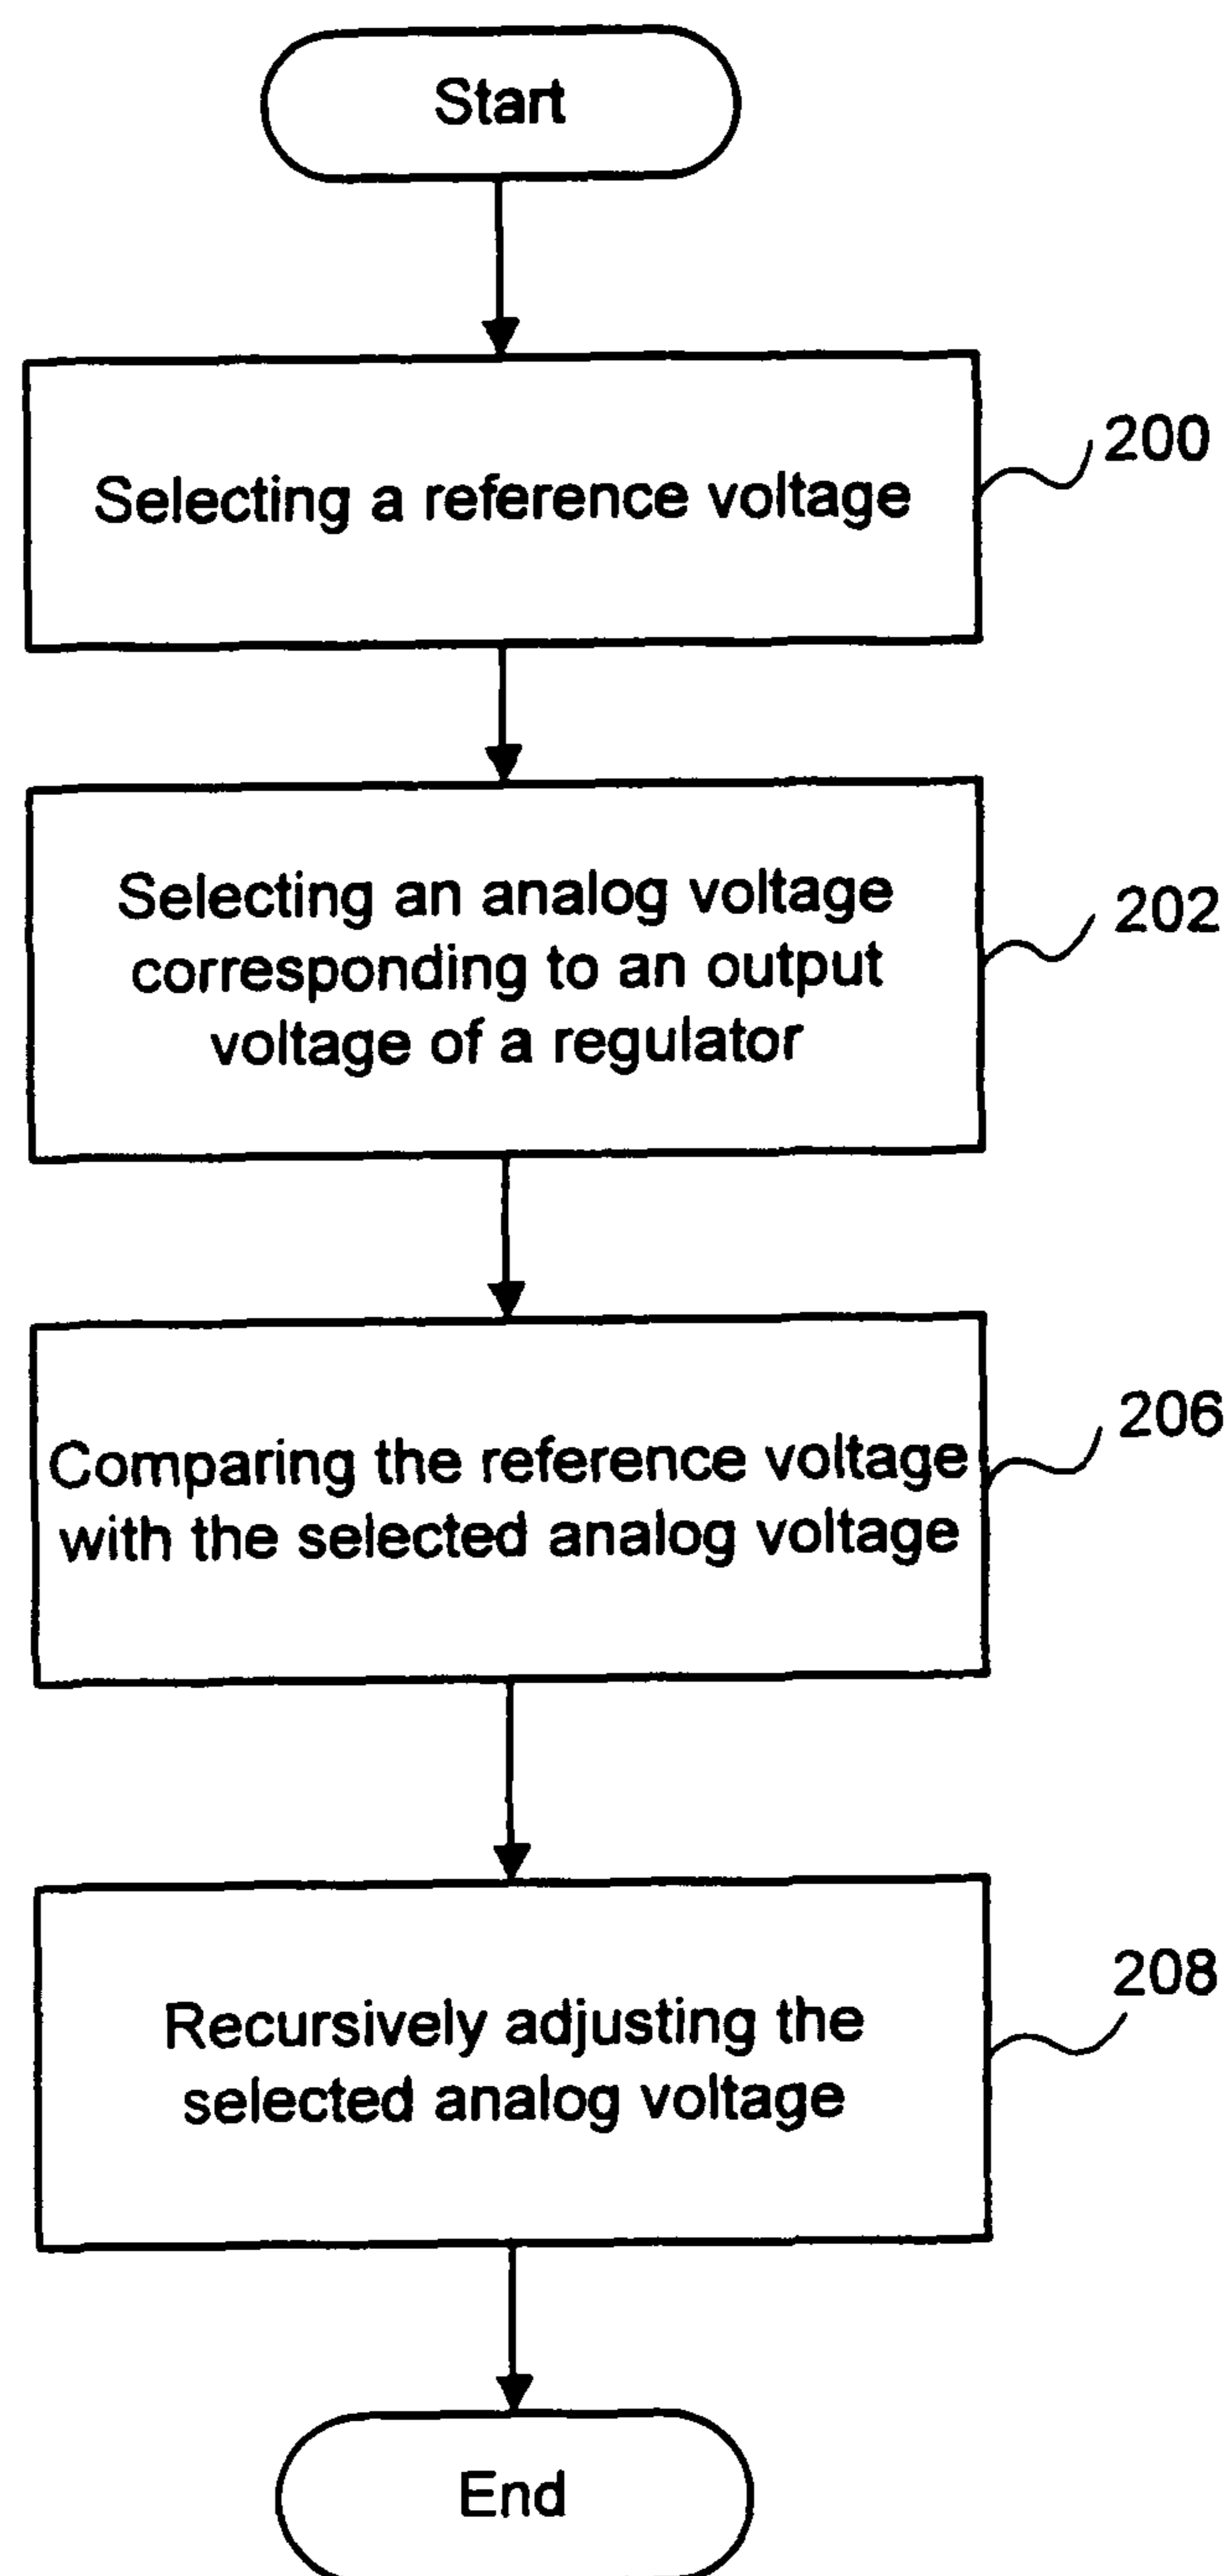 Start
Selecting a reference voltage
200
Selecting an analog voltage
corresponding to an output
voltage of a regulator
202
Comparing the reference voltage
with the selected analog voltage
206
Recursively adjusting the
selected analog voltage
208
End